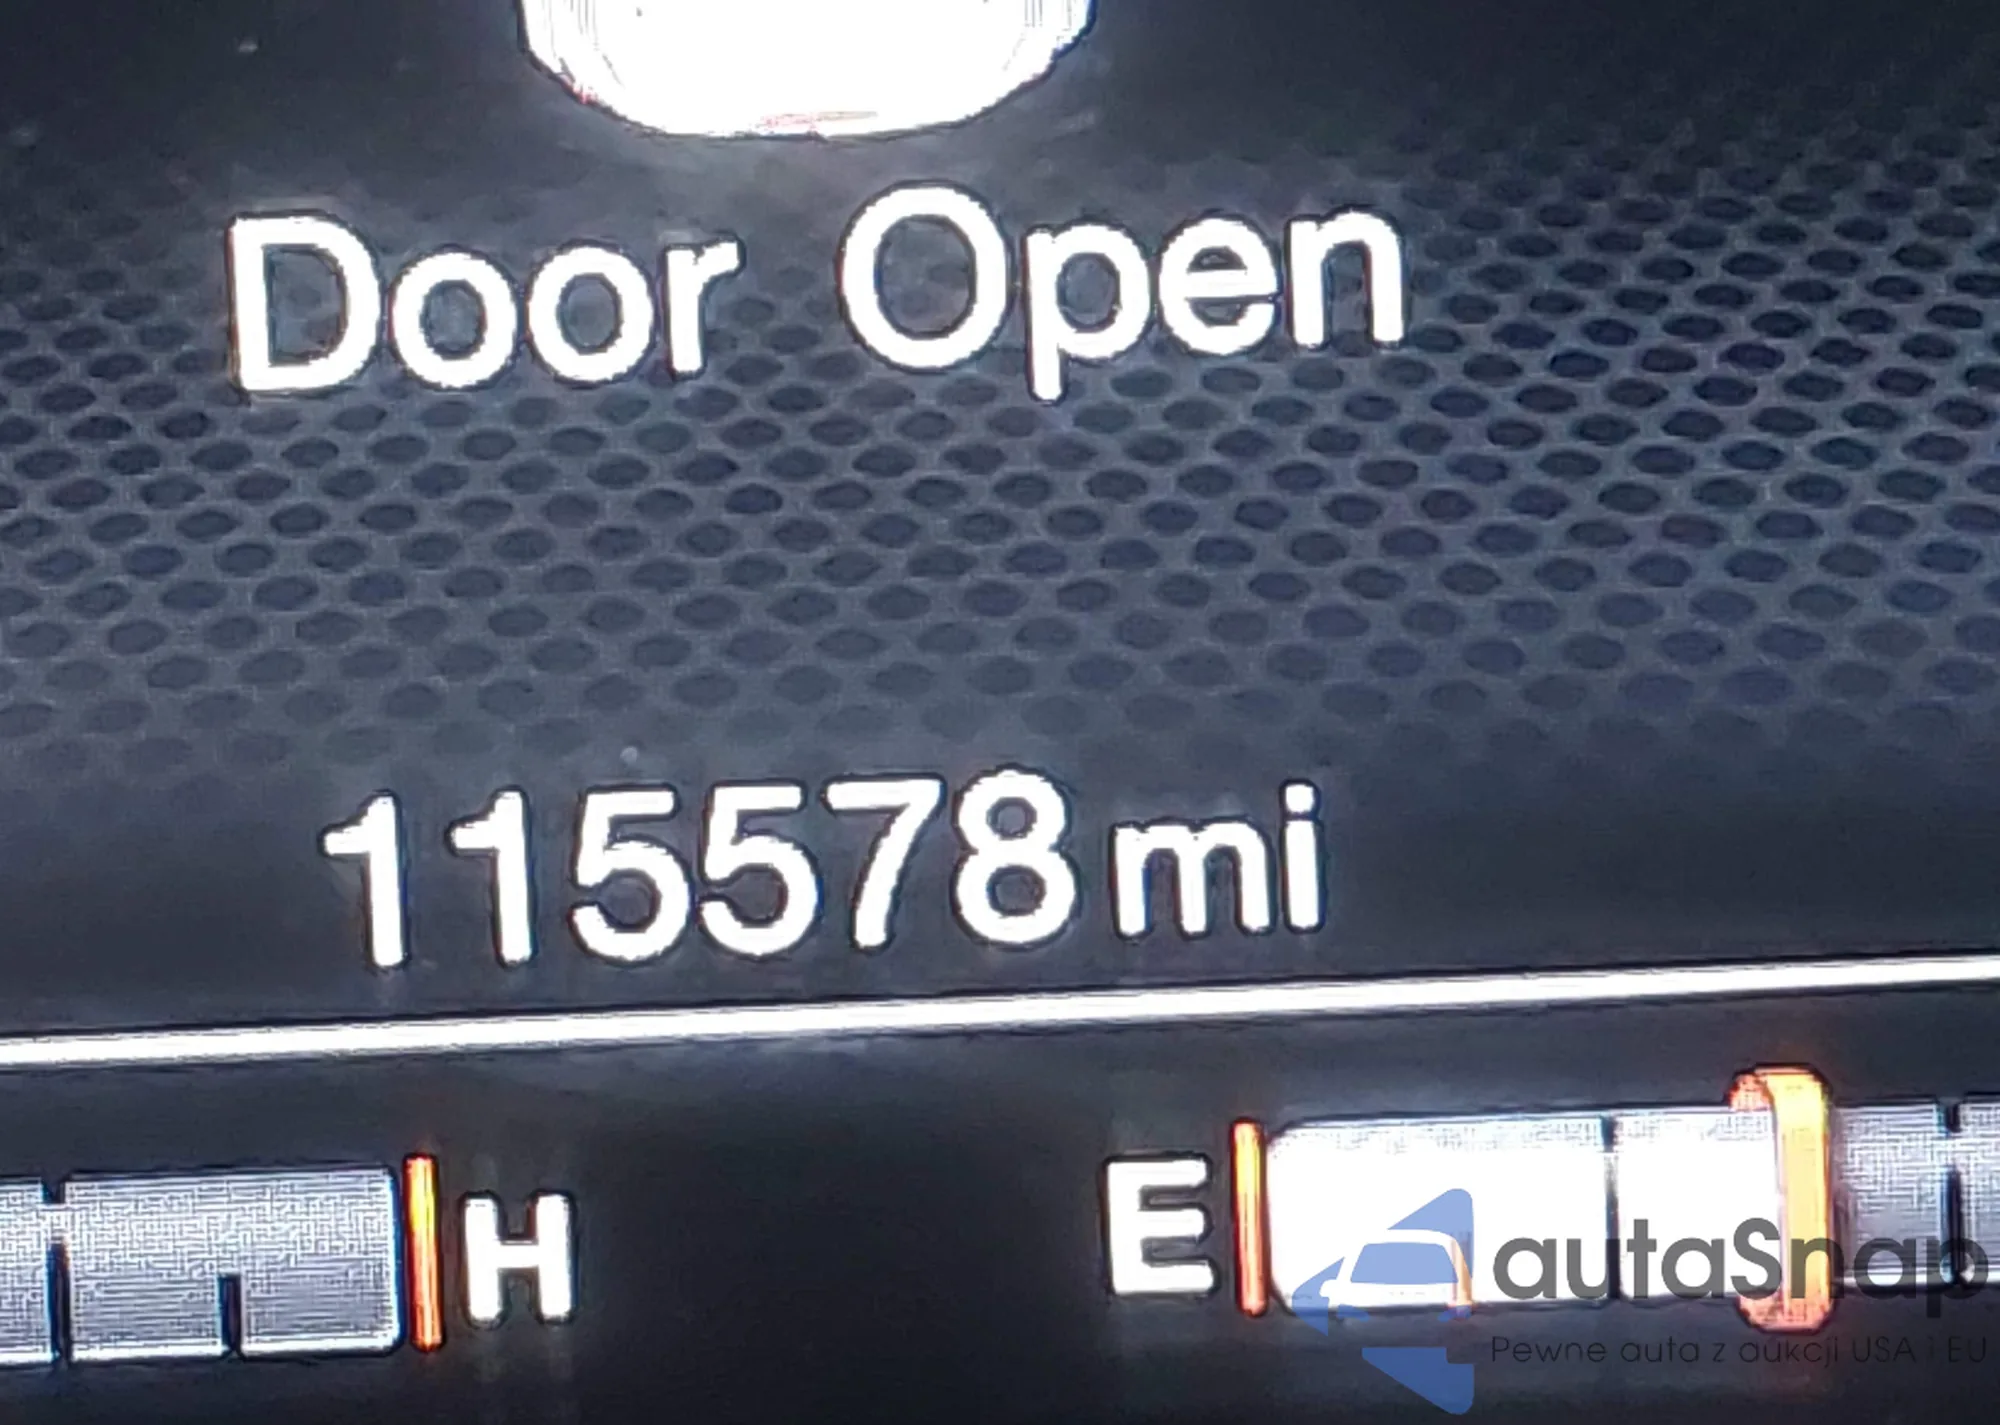 Door Open
115578 mi
H
E
autaSnap
Pewne auta z aukcji USA i EU